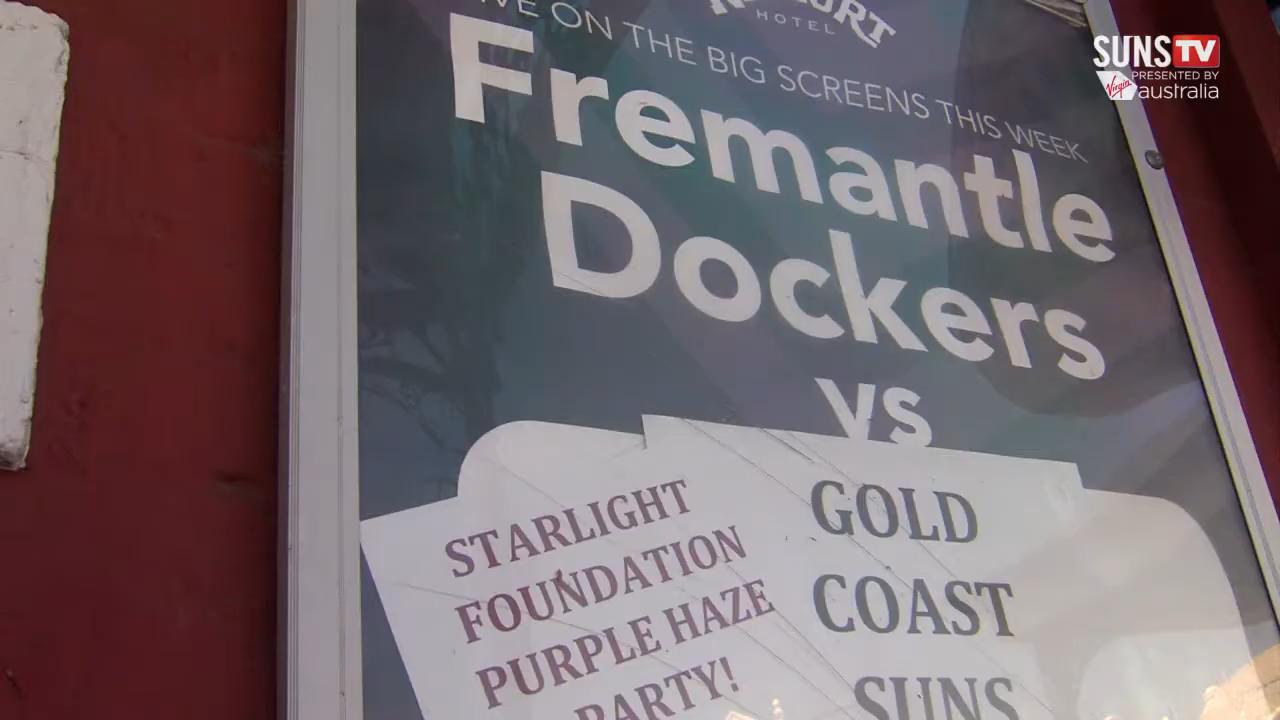 HOTEL
ON THE BIG SCREENS THIS WEEK
Fremantle
Dockers
vs
STARLIGHT
FOUNDATION
PURPLE HAZE
PARTY!
GOLD
COAST
SUNS
SUNS TV
PRESENTED BY
Virgin australia